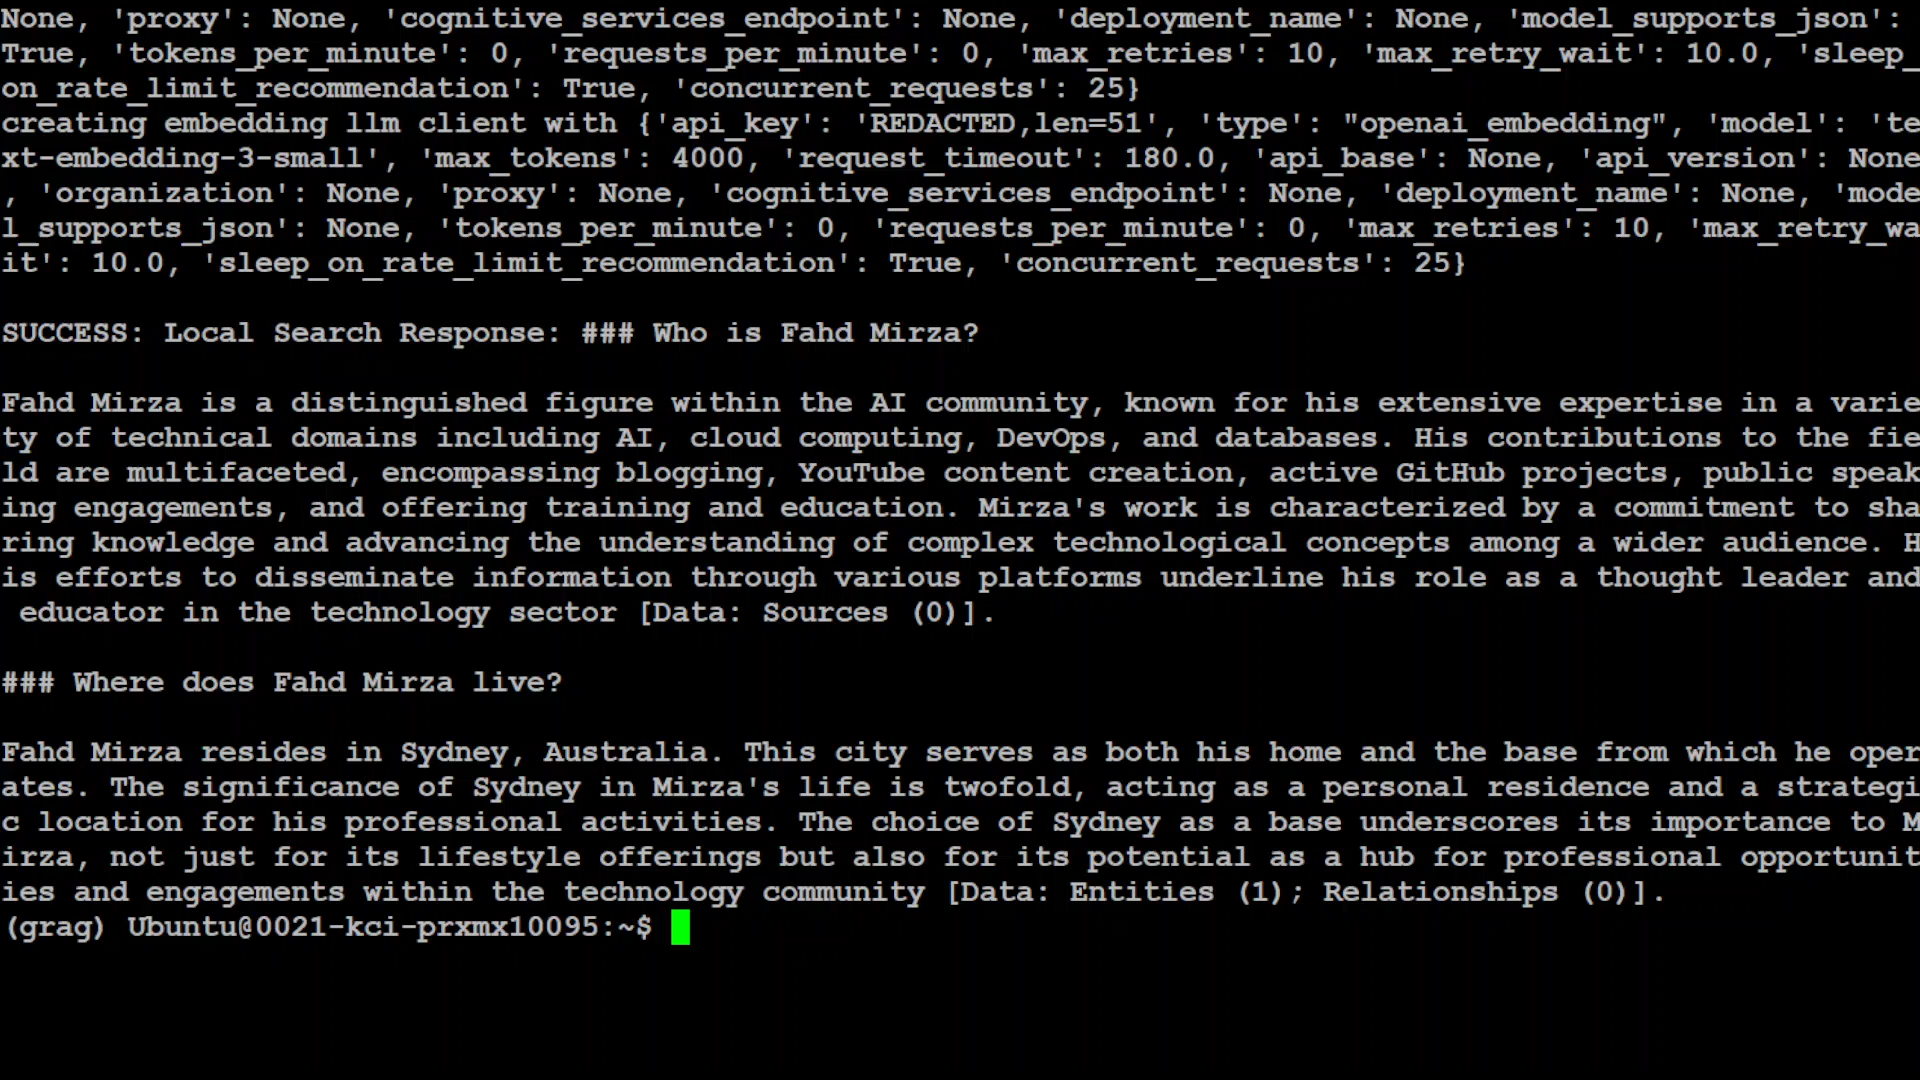 None, 'proxy': None, 'cognitive_services_endpoint': None, 'deployment_name': None, 'model_supports_json':
True, 'tokens_per_minute': 0, 'requests_per_minute': 0, 'max_retries': 10, 'max_retry_wait': 10.0, 'sleep_
on_rate_limit_recommendation': True, 'concurrent_requests': 25}
creating embedding llm client with {'api_key': 'REDACTED,len=51', 'type': "openai_embedding", 'model': 'te
xt-embedding-3-small', 'max_tokens': 4000, 'request_timeout': 180.0, 'api_base': None, 'api_version': None
, 'organization': None, 'proxy': None, 'cognitive_services_endpoint': None, 'deployment_name': None, 'mode
l_supports_json': None, 'tokens_per_minute': 0, 'requests_per_minute': 0, 'max_retries': 10, 'max_retry_wa
it': 10.0, 'sleep_on_rate_limit_recommendation': True, 'concurrent_requests': 25}
SUCCESS: Local Search Response: ### Who is Fahd Mirza?
Fahd Mirza is a distinguished figure within the AI community, known for his extensive expertise in a varie
ty of technical domains including AI, cloud computing, DevOps, and databases. His contributions to the fie
ld are multifaceted, encompassing blogging, YouTube content creation, active GitHub projects, public speak
ing engagements, and offering training and education. Mirza's work is characterized by a commitment to sha
ring knowledge and advancing the understanding of complex technological concepts among a wider audience. H
is efforts to disseminate information through various platforms underline his role as a thought leader and
 educator in the technology sector [Data: Sources (0)].
### Where does Fahd Mirza live?
Fahd Mirza resides in Sydney, Australia. This city serves as both his home and the base from which he oper
ates. The significance of Sydney in Mirza's life is twofold, acting as a personal residence and a strategi
c location for his professional activities. The choice of Sydney as a base underscores its importance to M
irza, not just for its lifestyle offerings but also for its potential as a hub for professional opportunit
ies and engagements within the technology community [Data: Entities (1); Relationships (0)].
(grag) Ubuntu@0021-kci-prxmx10095:~$